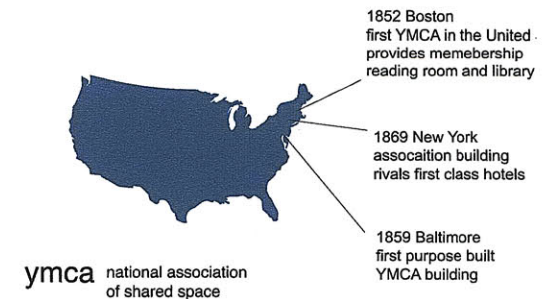 1852 Boston
first YMCA in the United
provides memebership
reading room and library
1869 New York
assocaition building
rivals first class hotels
1859 Baltimore
first purpose built
YMCA building
ymca national association
of shared space